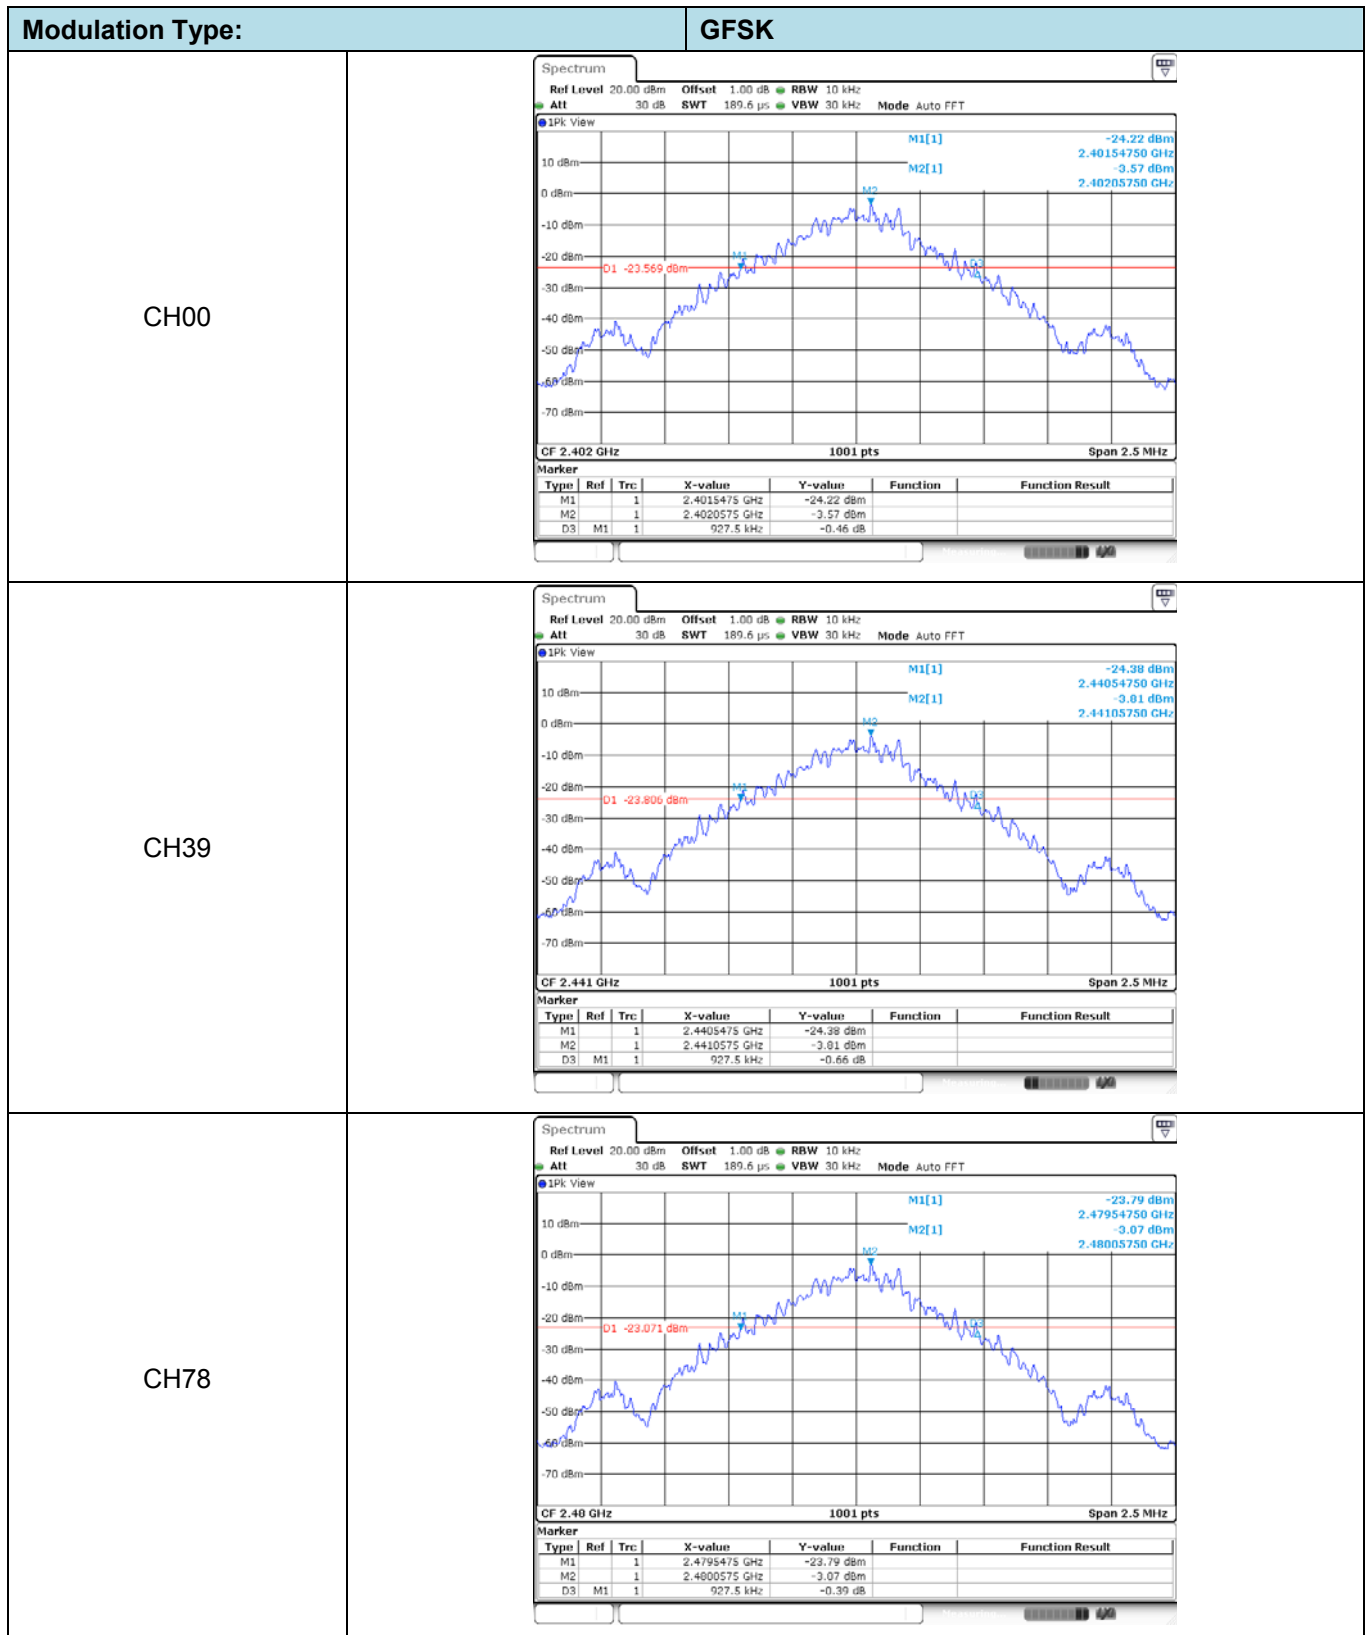 Modulation Type: GFSK
CH00
Spectrum
Ref Level 20.00 dBm Offset 1.00 dB RBW 10 kHz
Att 30 dB SWT 189.6 µs VBW 30 kHz Mode Auto FFT
1Pk View
M1[1] -24.22 dBm
2.40154750 GHz
10 dBm
M2[1] -3.57 dBm
2.40205750 GHz
0 dBm
M2
-10 dBm
-20 dBm
M1
D3
D1 -23.569 dBm
-30 dBm
-40 dBm
-50 dBm
-60 dBm
-70 dBm
CF 2.402 GHz 1001 pts Span 2.5 MHz
Marker
Type Ref Trc X-value Y-value Function Function Result
M1 1 2.4015475 GHz -24.22 dBm
M2 1 2.4020575 GHz -3.57 dBm
D3 M1 1 927.5 kHz -0.46 dB
CH39
Spectrum
Ref Level 20.00 dBm Offset 1.00 dB RBW 10 kHz
Att 30 dB SWT 189.6 µs VBW 30 kHz Mode Auto FFT
1Pk View
M1[1] -24.38 dBm
2.44054750 GHz
10 dBm
M2[1] -3.81 dBm
2.44105750 GHz
0 dBm
M2
-10 dBm
-20 dBm
M1
D3
D1 -23.806 dBm
-30 dBm
-40 dBm
-50 dBm
-60 dBm
-70 dBm
CF 2.441 GHz 1001 pts Span 2.5 MHz
Marker
Type Ref Trc X-value Y-value Function Function Result
M1 1 2.4405475 GHz -24.38 dBm
M2 1 2.4410575 GHz -3.81 dBm
D3 M1 1 927.5 kHz -0.66 dB
CH78
Spectrum
Ref Level 20.00 dBm Offset 1.00 dB RBW 10 kHz
Att 30 dB SWT 189.6 µs VBW 30 kHz Mode Auto FFT
1Pk View
M1[1] -23.79 dBm
2.47954750 GHz
10 dBm
M2[1] -3.07 dBm
2.48005750 GHz
0 dBm
M2
-10 dBm
-20 dBm
M1
D3
D1 -23.071 dBm
-30 dBm
-40 dBm
-50 dBm
-60 dBm
-70 dBm
CF 2.48 GHz 1001 pts Span 2.5 MHz
Marker
Type Ref Trc X-value Y-value Function Function Result
M1 1 2.4795475 GHz -23.79 dBm
M2 1 2.4800575 GHz -3.07 dBm
D3 M1 1 927.5 kHz -0.39 dB